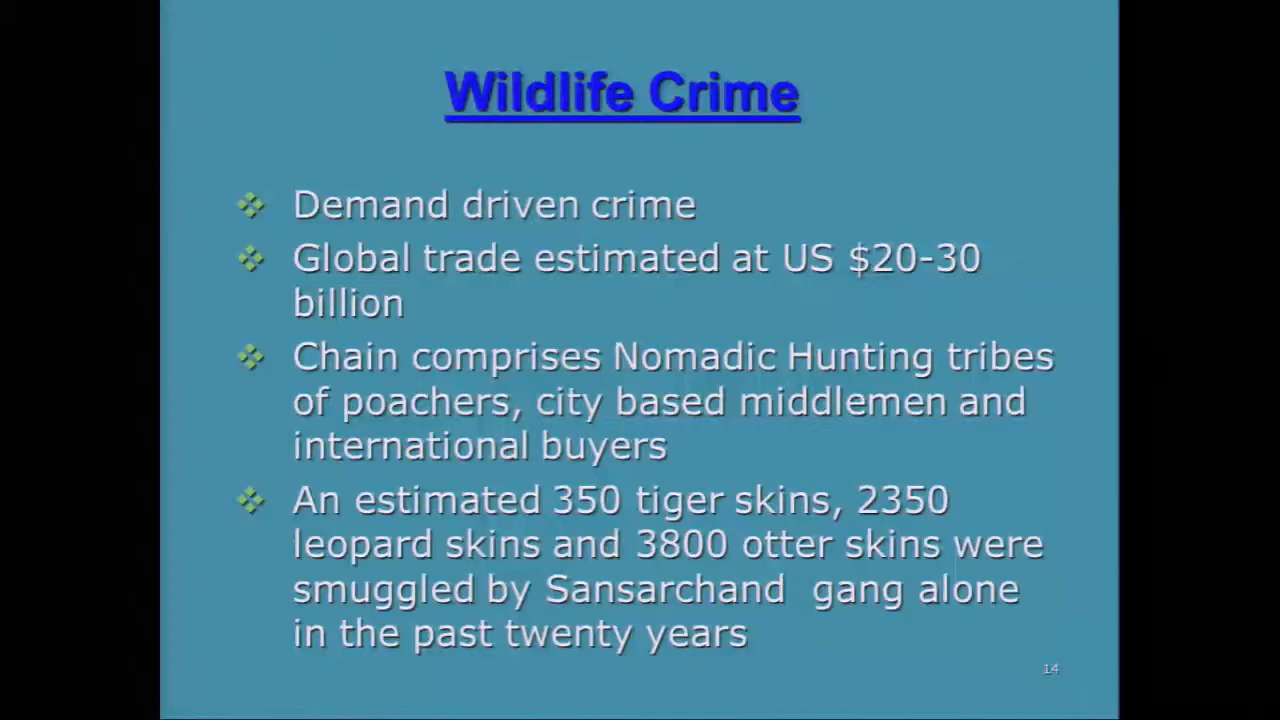 Wildlife Crime
Demand driven crime
Global trade estimated at US $20-30
billion
Chain comprises Nomadic Hunting tribes
of poachers, city based middlemen and
international buyers
An estimated 350 tiger skins, 2350
leopard skins and 3800 otter skins were
smuggled by Sansarchand  gang alone
in the past twenty years
14